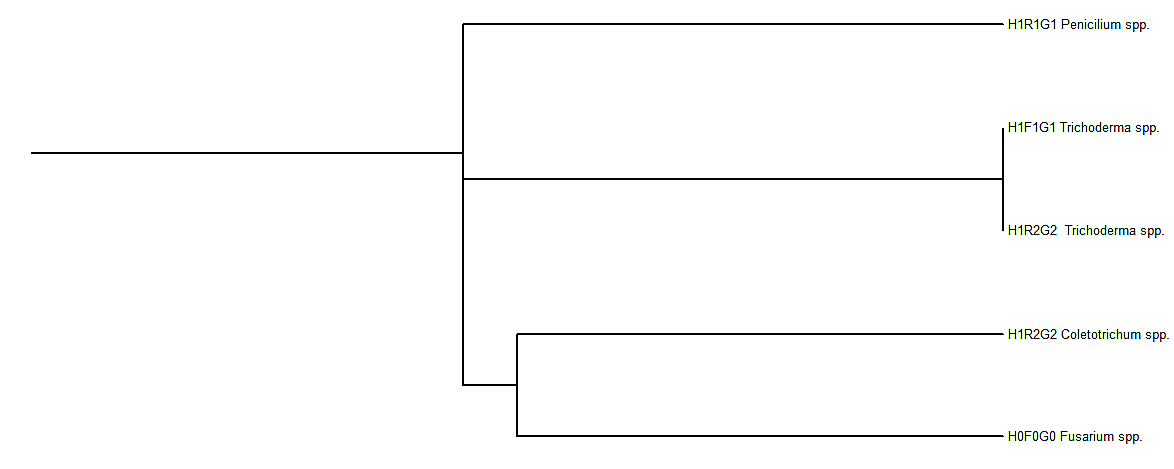 H1R1G1 Penicilium spp.
H1F1G1 Trichoderma spp.
H1R2G2  Trichoderma spp.
H1R2G2 Coletotrichum spp.
H0F0G0 Fusarium spp.